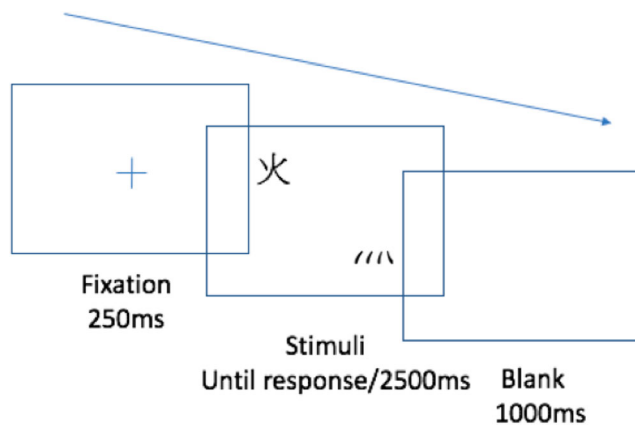 火
灬
Fixation
250ms
Stimuli
Until response/2500ms
Blank
1000ms